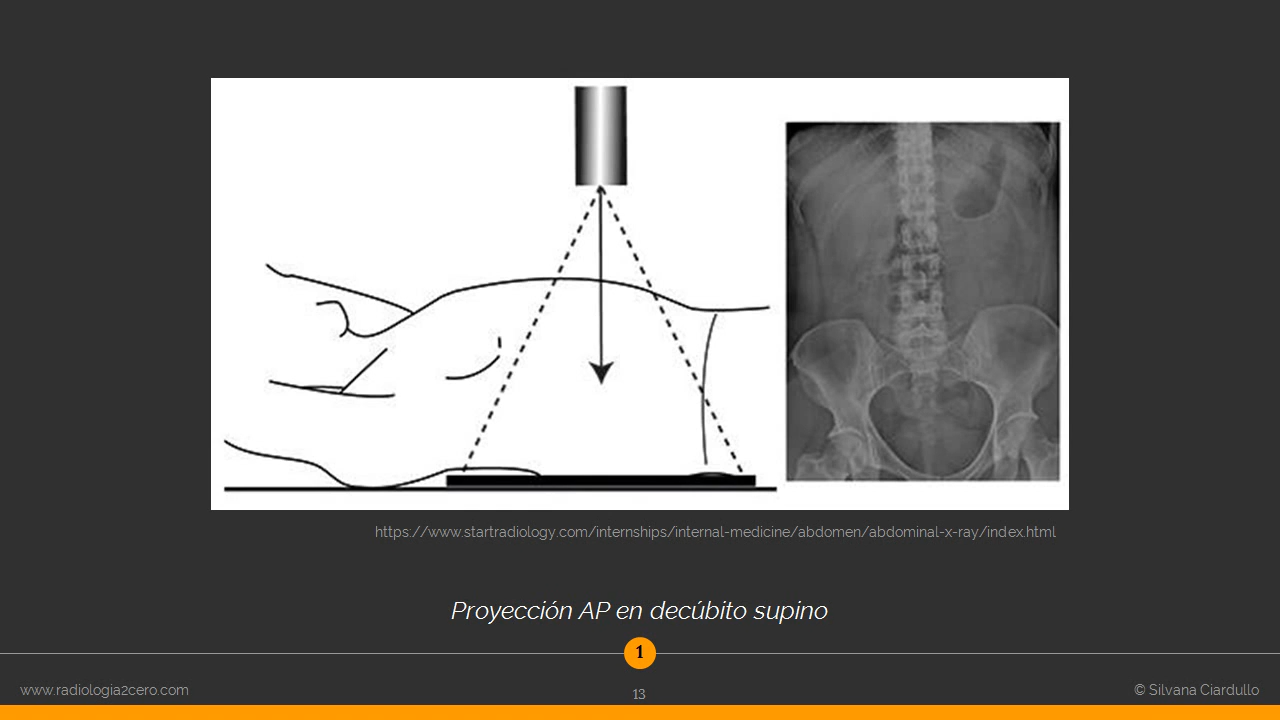 https://www.startradiology.com/internships/internal-medicine/abdomen/abdominal-x-ray/index.html
Proyección AP en decúbito supino
1
www.radiologia2cero.com
13
© Silvana Ciardullo